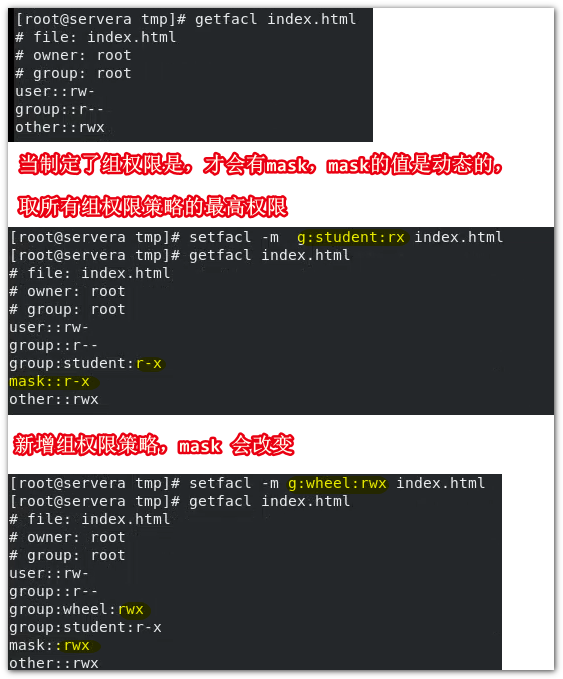 [root@servera tmp]# getfacl index.html
# file: index.html
# owner: root
# group: root
user::rw-
group::r--
other::rwx
当制定了组权限是，才会有mask，mask的值是动态的，
取所有组权限策略的最高权限
[root@servera tmp]# setfacl -m  g:student:rx index.html
[root@servera tmp]# getfacl index.html
# file: index.html
# owner: root
# group: root
user::rw-
group::r--
group:student:r-x
mask::r-x
other::rwx
新增组权限策略，mask 会改变
[root@servera tmp]# setfacl -m g:wheel:rwx index.html
[root@servera tmp]# getfacl index.html
# file: index.html
# owner: root
# group: root
user::rw-
group::r--
group:wheel:rwx
group:student:r-x
mask::rwx
other::rwx